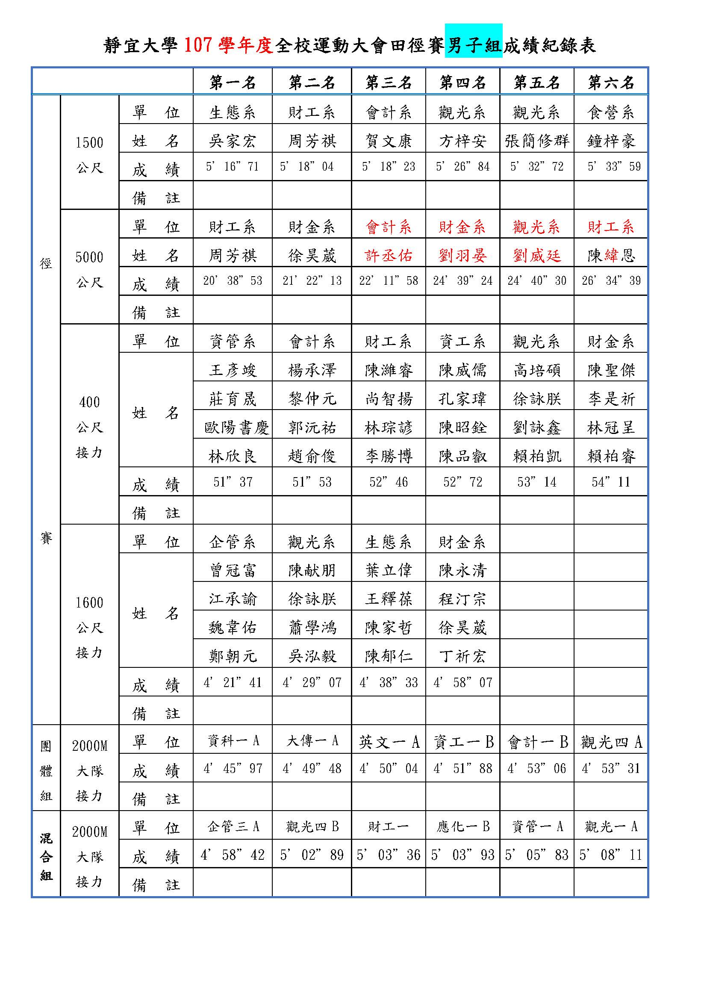 靜宜大學107學年度全校運動大會田徑賽男子組成績紀錄表
第一名 第二名 第三名 第四名 第五名 第六名
徑賽
1500公尺
單位 生態系 財工系 會計系 觀光系 觀光系 食營系
姓名 吳家宏 周芳祺 賀文康 方梓安 張簡修群 鐘梓豪
成績 5’16”71 5’18”04 5’18”23 5’26”84 5’32”72 5’33”59
備註
5000公尺
單位 財工系 財金系 會計系 財金系 觀光系 財工系
姓名 周芳祺 徐昊葳 許丞佑 劉羽晏 劉威廷 陳緯恩
成績 20’38”53 21’22”13 22’11”58 24’39”24 24’40”30 26’34”39
備註
400公尺接力
單位 資管系 會計系 財工系 資工系 觀光系 財金系
姓名 王彥竣 楊承澤 陳濰睿 陳威儒 高培碩 陳聖傑
莊育晟 黎仲元 尚智揚 孔家瑋 徐詠朕 李是祈
歐陽書慶 郭沅祐 林琮諺 陳昭銓 劉詠鑫 林冠呈
林欣良 趙俞俊 李勝博 陳品叡 賴柏凱 賴柏睿
成績 51”37 51”53 52”46 52”72 53”14 54”11
備註
1600公尺接力
單位 企管系 觀光系 生態系 財金系
姓名 曾冠富 陳献朋 葉立偉 陳永清
江承諭 徐詠朕 王釋葆 程汀宗
魏韋佑 蕭學鴻 陳家哲 徐昊葳
鄭朝元 吳泓毅 陳郁仁 丁祈宏
成績 4’21”41 4’29”07 4’38”33 4’58”07
備註
團體組
2000M大隊接力
單位 資科一A 大傳一A 英文一A 資工一B 會計一B 觀光四A
成績 4’45”97 4’49”48 4’50”04 4’51”88 4’53”06 4’53”31
備註
混合組
2000M大隊接力
單位 企管三A 觀光四B 財工一 應化一B 資管一A 觀光一A
成績 4’58”42 5’02”89 5’03”36 5’03”93 5’05”83 5’08”11
備註